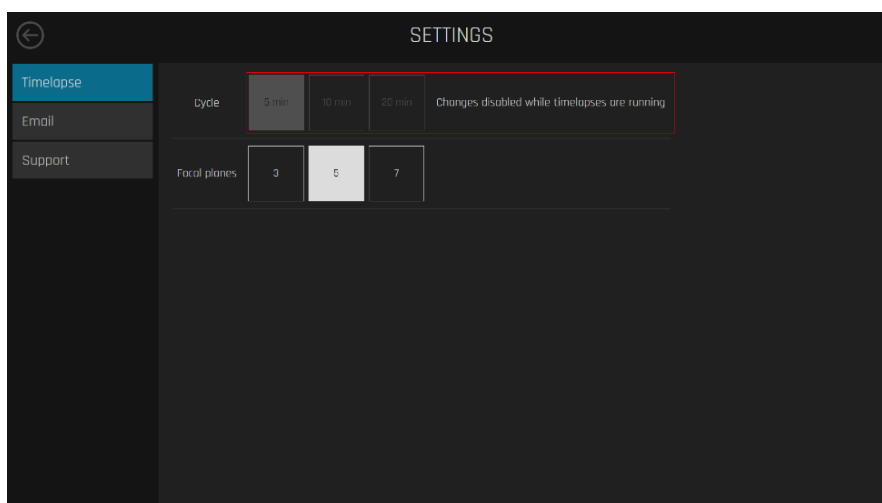 SETTINGS
Timelapse
Email
Support
Cycle 5 min 10 min 20 min Changes disabled while timelapses are running
Focal planes 3 5 7